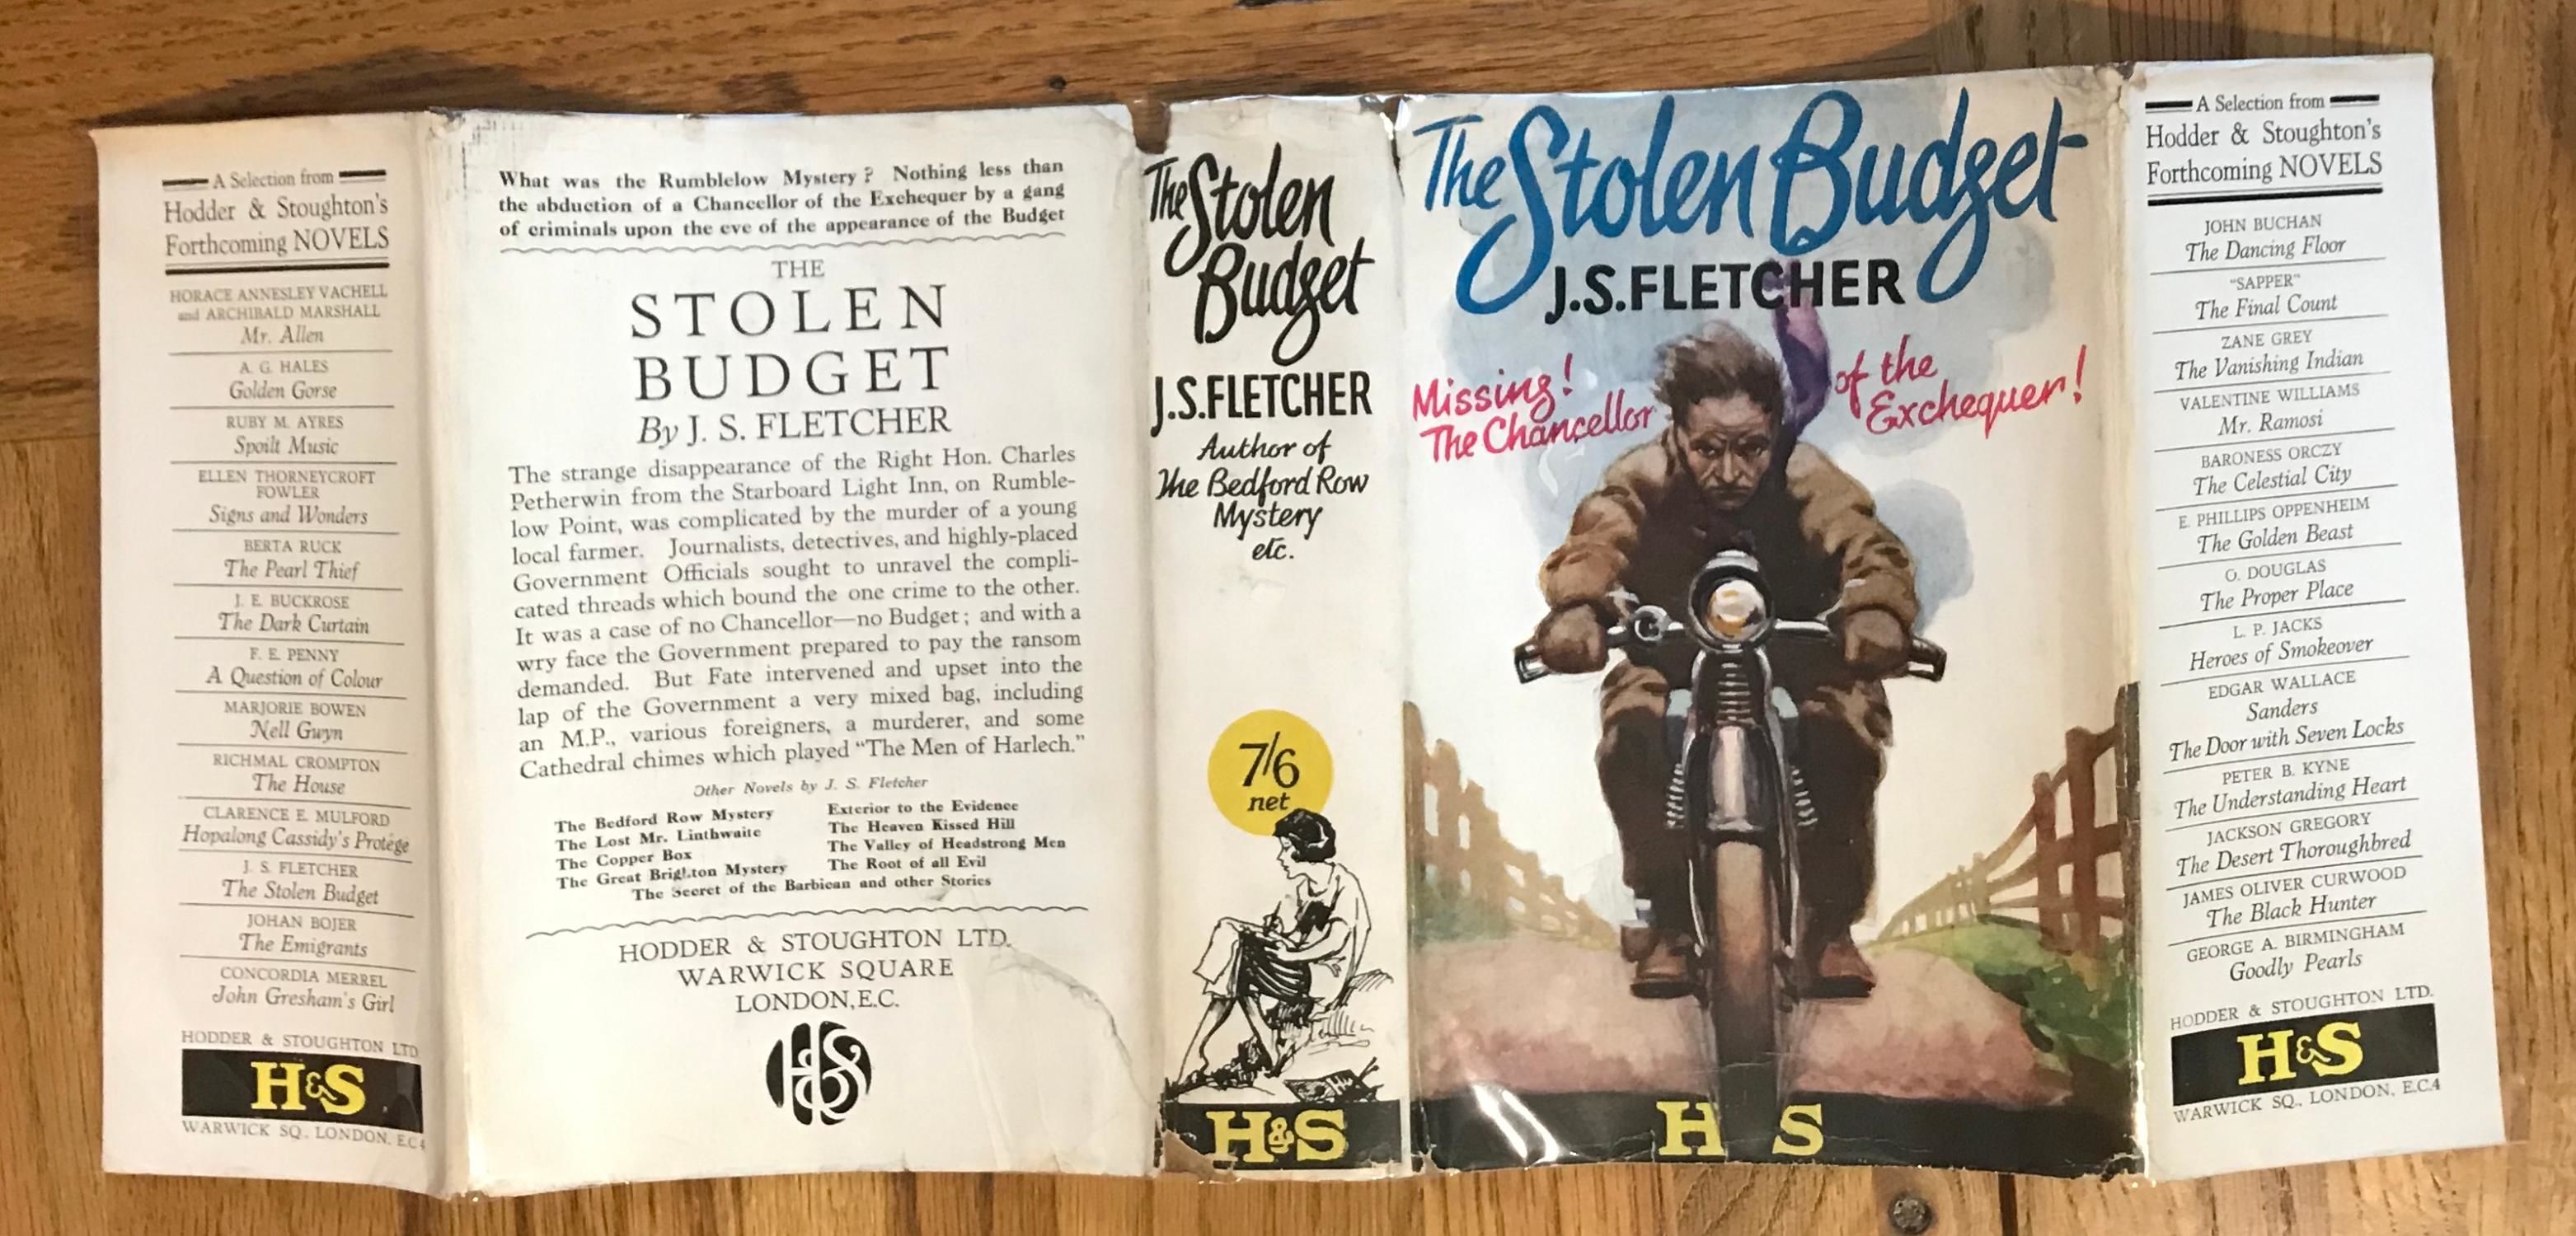 A Selection from
Hodder & Stoughton's
Forthcoming NOVELS
HORACE ANNESLEY VACHELL
and ARCHIBALD MARSHALL
Mr. Allen
A. G. HALES
Golden Gorse
RUBY M. AYRES
Spoilt Music
ELLEN THORNEYCROFT
FOWLER
Signs and Wonders
BERTA RUCK
The Pearl Thief
J. E. BUCKROSE
The Dark Curtain
F. E. PENNY
A Question of Colour
MARJORIE BOWEN
Nell Gwyn
RICHMAL CROMPTON
The House
CLARENCE E. MULFORD
Hopalong Cassidy's Protége
J. S. FLETCHER
The Stolen Budget
JOHAN BOJER
The Emigrants
CONCORDIA MERREL
John Gresham's Girl
HODDER & STOUGHTON LTD
H&S
WARWICK SQ., LONDON, E.C.4
What was the Rumblelow Mystery? Nothing less than
the abduction of a Chancellor of the Exchequer by a gang
of criminals upon the eve of the appearance of the Budget
THE
STOLEN
BUDGET
By J. S. FLETCHER
The strange disappearance of the Right Hon. Charles
Petherwin from the Starboard Light Inn, on Rumble-
low Point, was complicated by the murder of a young
local farmer. Journalists, detectives, and highly-placed
Government Officials sought to unravel the compli-
cated threads which bound the one crime to the other.
It was a case of no Chancellor—no Budget; and with a
wry face the Government prepared to pay the ransom
demanded. But Fate intervened and upset into the
lap of the Government a very mixed bag, including
an M.P., various foreigners, a murderer, and some
Cathedral chimes which played "The Men of Harlech."
Other Novels by J. S. Fletcher
The Bedford Row Mystery
The Lost Mr. Linthwaite
The Copper Box
The Great Brighton Mystery
Exterior to the Evidence
The Heaven Kissed Hill
The Valley of Headstrong Men
The Root of all Evil
The Secret of the Barbican and other Stories
HODDER & STOUGHTON LTD.
WARWICK SQUARE
LONDON, E.C.
H&S
The Stolen
Budget
J.S.FLETCHER
Author of
The Bedford Row
Mystery
etc.
7/6
net
H&S
The Stolen Budget
J.S.FLETCHER
Missing!
The Chancellor
of the
Exchequer!
H S
A Selection from
Hodder & Stoughton's
Forthcoming NOVELS
JOHN BUCHAN
The Dancing Floor
"SAPPER"
The Final Count
ZANE GREY
The Vanishing Indian
VALENTINE WILLIAMS
Mr. Ramosi
BARONESS ORCZY
The Celestial City
E. PHILLIPS OPPENHEIM
The Golden Beast
O. DOUGLAS
The Proper Place
L. P. JACKS
Heroes of Smokeover
EDGAR WALLACE
Sanders
The Door with Seven Locks
PETER B. KYNE
The Understanding Heart
JACKSON GREGORY
The Desert Thoroughbred
JAMES OLIVER CURWOOD
The Black Hunter
GEORGE A. BIRMINGHAM
Goodly Pearls
HODDER & STOUGHTON LTD.
H&S
WARWICK SQ., LONDON, E.C.4